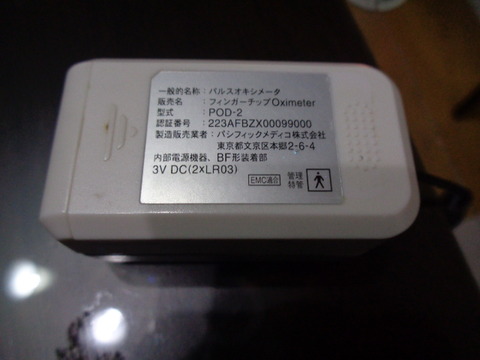 一般的名称：パルスオキシメータ
販売名：フィンガーチップOximeter
型式：POD-2
認証番号：223AFBZX00099000
製造販売業者：パシフィックメディコ株式会社
東京都文京区本郷2-6-4
内部電源機器、BF形装着部
3V DC(2×LR03)
EMC適合
管理
特管